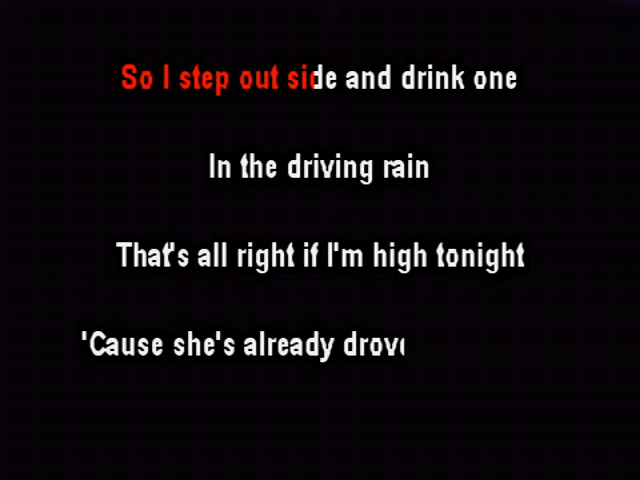 So I step out side and drink one
In the driving rain
That's all right if I'm high tonight
'Cause she's already drove